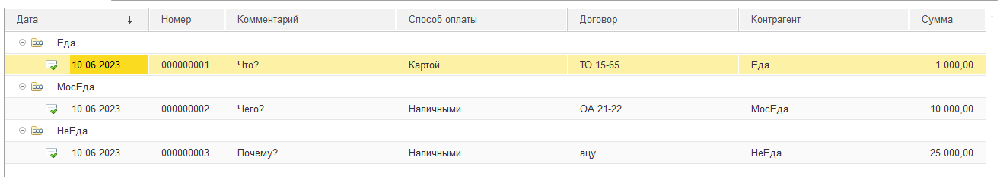 Дата ↓ Номер Комментарий Способ оплаты Договор Контрагент Сумма
Еда
10.06.2023 ... 000000001 Что? Картой ТО 15-65 Еда 1 000,00
МосЕда
10.06.2023 ... 000000002 Чего? Наличными ОА 21-22 МосЕда 10 000,00
НеЕда
10.06.2023 ... 000000003 Почему? Наличными ацу НеЕда 25 000,00